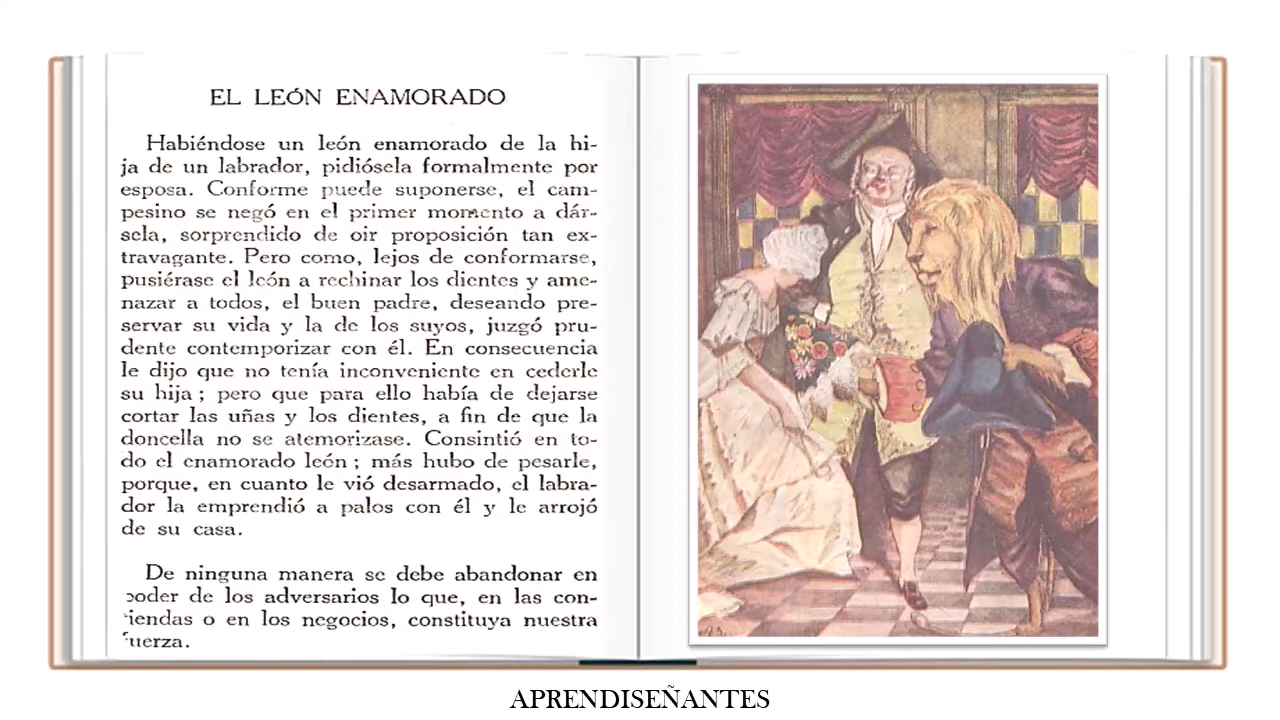 EL LEÓN ENAMORADO
Habiéndose un león enamorado de la hi-
ja de un labrador, pidiósela formalmente por
esposa. Conforme puede suponerse, el cam-
pesino se negó en el primer momento a dár-
sela, sorprendido de oir proposición tan ex-
travagante. Pero como, lejos de conformarse,
pusiérase el león a rechinar los dientes y ame-
nazar a todos, el buen padre, deseando pre-
servar su vida y la de los suyos, juzgó pru-
dente contemporizar con él. En consecuencia
le dijo que no tenía inconveniente en cederle
su hija; pero que para ello había de dejarse
cortar las uñas y los dientes, a fin de que la
doncella no se atemorizase. Consintió en to-
do el enamorado león; más hubo de pesarle,
porque, en cuanto le vió desarmado, el labra-
dor la emprendió a palos con él y le arrojó
de su casa.
De ninguna manera se debe abandonar en
poder de los adversarios lo que, en las con-
tiendas o en los negocios, constituya nuestra
fuerza.
APRENDISEÑANTES